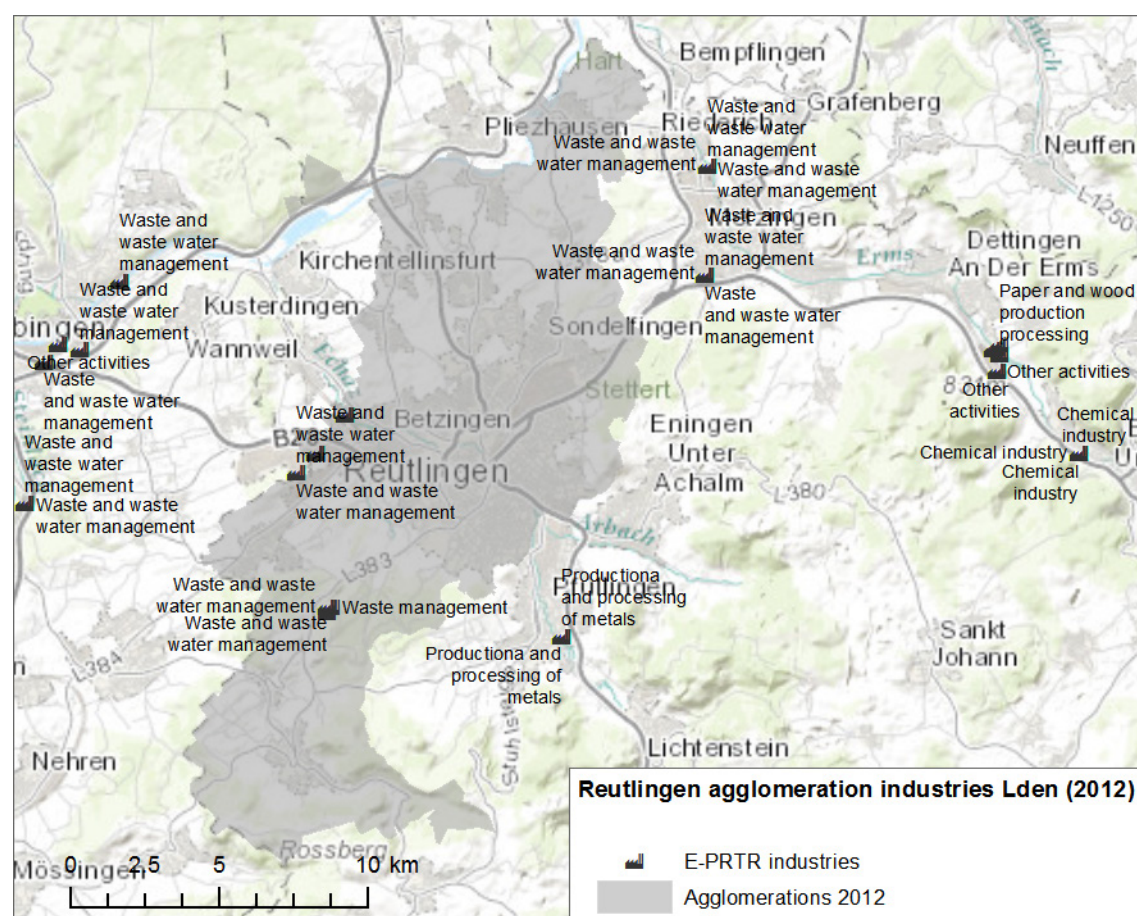 Hart
Bempflingen
Grafenberg
Pliezhausen
Riederich
Waste and
waste water
management
Waste and waste
water management
Waste and waste
water management
Neuffen
L1250
Metzingen
Waste and
waste water
management
Waste and waste
water management
Waste
and waste water
management
Erms
Dettingen
An Der Erms
Paper and wood
production
processing
Other activities
Other
activities
Waste and
waste water
management
Kirchentellinsfurt
Waste and
waste water
management
Kusterdingen
bingen
Wannweil
Echaz
Other activities
Waste
and waste water
management
Sondelfingen
Stettert
Betzingen
Waste and
waste water
management
Reutlingen
Waste and waste
water management
Eningen
Unter
Achalm
L380
Chemical
industry
Chemical industry
Chemical
industry
Waste and
waste water
management
Waste and waste
water management
Arbach
L383
Waste and waste
water management
Waste management
Waste and waste
water management
Pfullingen
Productiona
and processing
of metals
Productiona and
processing of
metals
L384
Sankt
Johann
Nehren
Lichtenstein
Mössingen
Rossberg
0 2,5 5 10 km
Reutlingen agglomeration industries Lden (2012)
E-PRTR industries
Agglomerations 2012